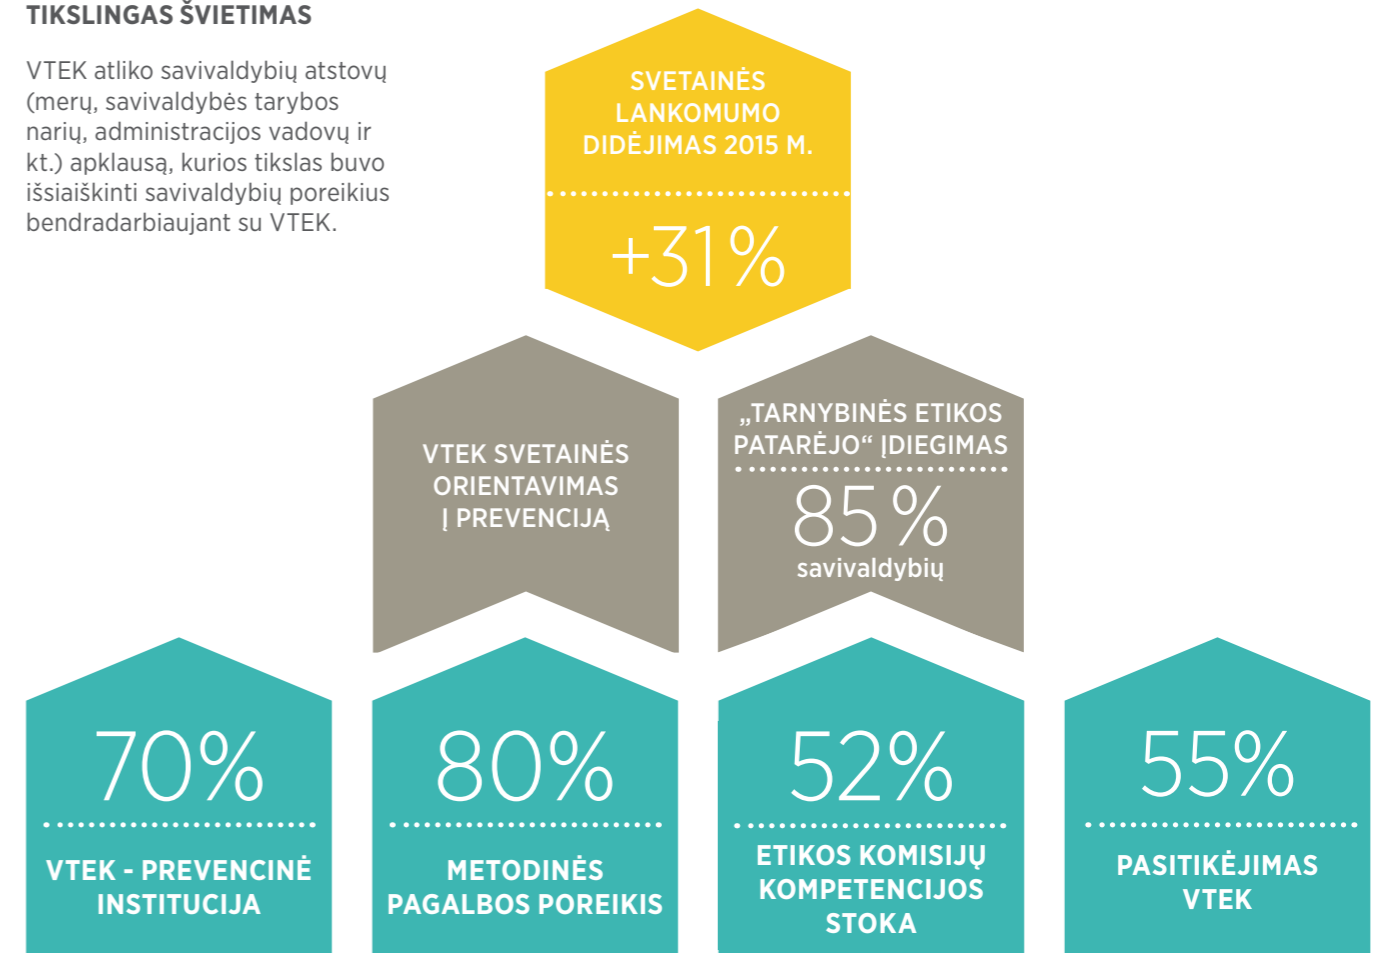 TIKSLINGAS ŠVIETIMAS
VTEK atliko savivaldybių atstovų
(merų, savivaldybės tarybos
narių, administracijos vadovų ir
kt.) apklausą, kurios tikslas buvo
išsiaiškinti savivaldybių poreikius
bendradarbiaujant su VTEK.
SVETAINĖS
LANKOMUMO
DIDĖJIMAS 2015 M.
+31%
VTEK SVETAINĖS
ORIENTAVIMAS
Į PREVENCIJĄ
„TARNYBINĖS ETIKOS
PATARĖJO“ ĮDIEGIMAS
85%
savivaldybių
70%
VTEK - PREVENCINĖ
INSTITUCIJA
80%
METODINĖS
PAGALBOS POREIKIS
52%
ETIKOS KOMISIJŲ
KOMPETENCIJOS
STOKA
55%
PASITIKĖJIMAS
VTEK